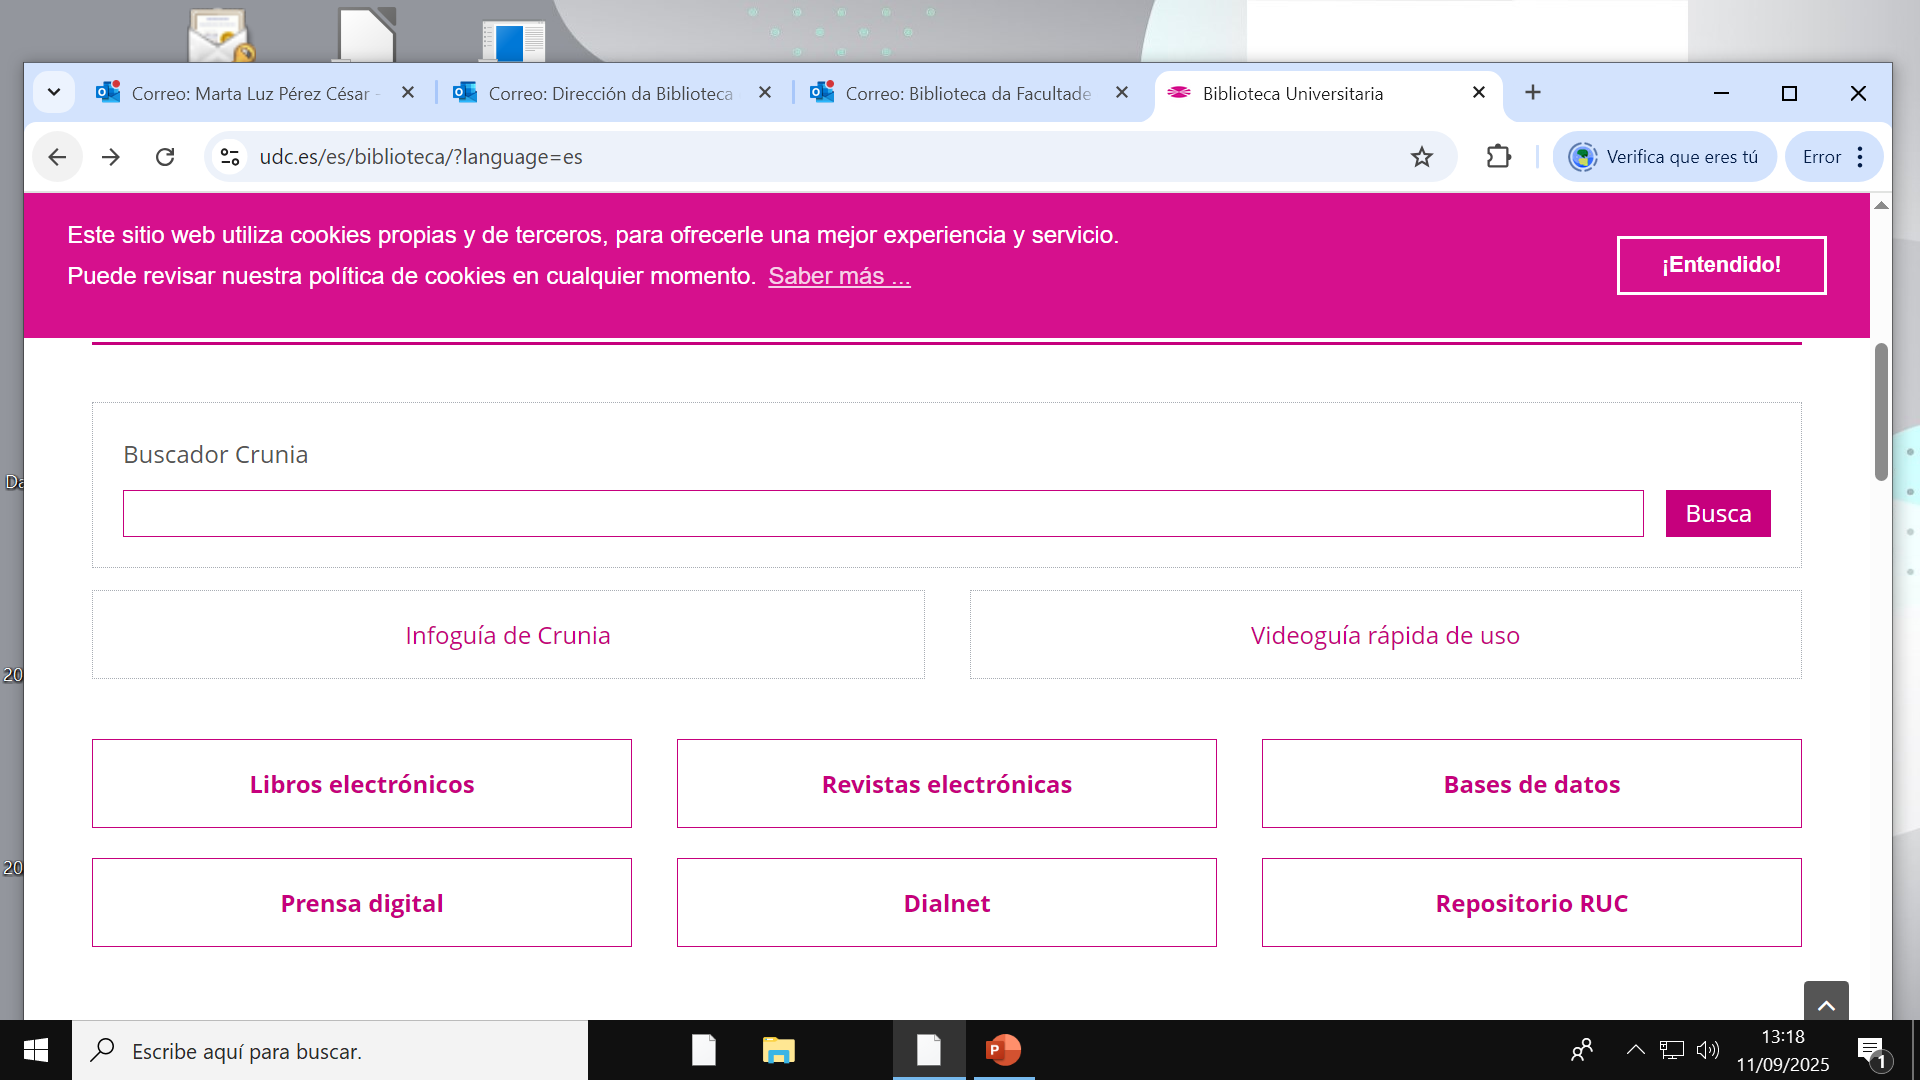 Correo: Marta Luz Pérez César -
Correo: Dirección da Biblioteca
Correo: Biblioteca da Facultade
Biblioteca Universitaria
udc.es/es/biblioteca/?language=es
Verifica que eres tú
Error
Este sitio web utiliza cookies propias y de terceros, para ofrecerle una mejor experiencia y servicio.
Puede revisar nuestra política de cookies en cualquier momento. Saber más ...
¡Entendido!
Buscador Crunia
Busca
Infoguía de Crunia
Videoguía rápida de uso
Libros electrónicos
Revistas electrónicas
Bases de datos
Prensa digital
Dialnet
Repositorio RUC
Da
20
20
Escribe aquí para buscar.
P
13:18
11/09/2025
1